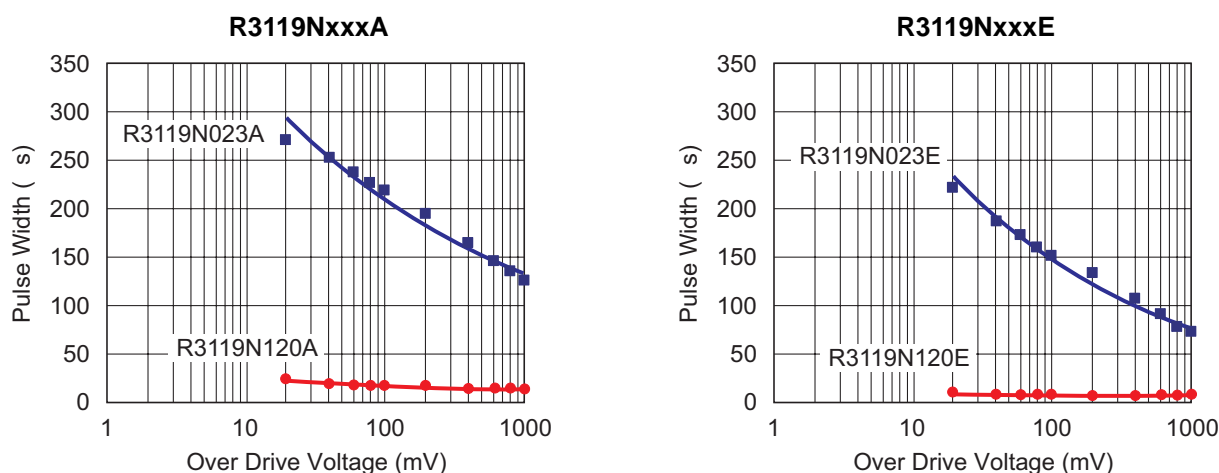 R3119NxxxA
350
300
250
200
150
100
50
0
Pulse Width ( s)
R3119N023A
R3119N120A
1
10
100
1000
Over Drive Voltage (mV)
R3119NxxxE
350
300
250
200
150
100
50
0
Pulse Width ( s)
R3119N023E
R3119N120E
1
10
100
1000
Over Drive Voltage (mV)